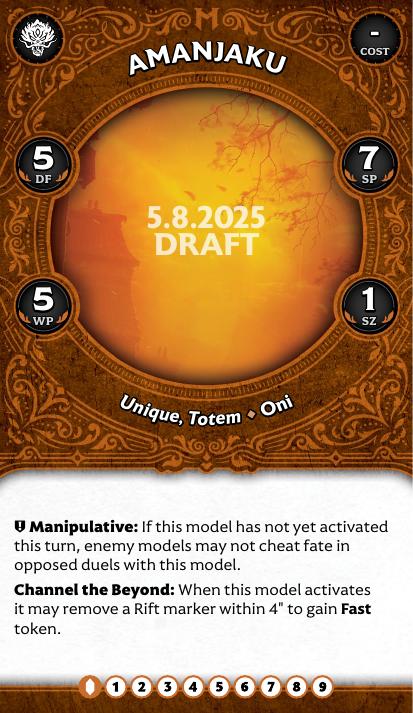 -
COST
AMANJAKU
5
DF
7
SP
5.8.2025
DRAFT
5
WP
1
SZ
Unique, Totem ⬥ Oni
Manipulative: If this model has not yet activated
this turn, enemy models may not cheat fate in
opposed duels with this model.
Channel the Beyond: When this model activates
it may remove a Rift marker within 4" to gain Fast
token.
1 2 3 4 5 6 7 8 9